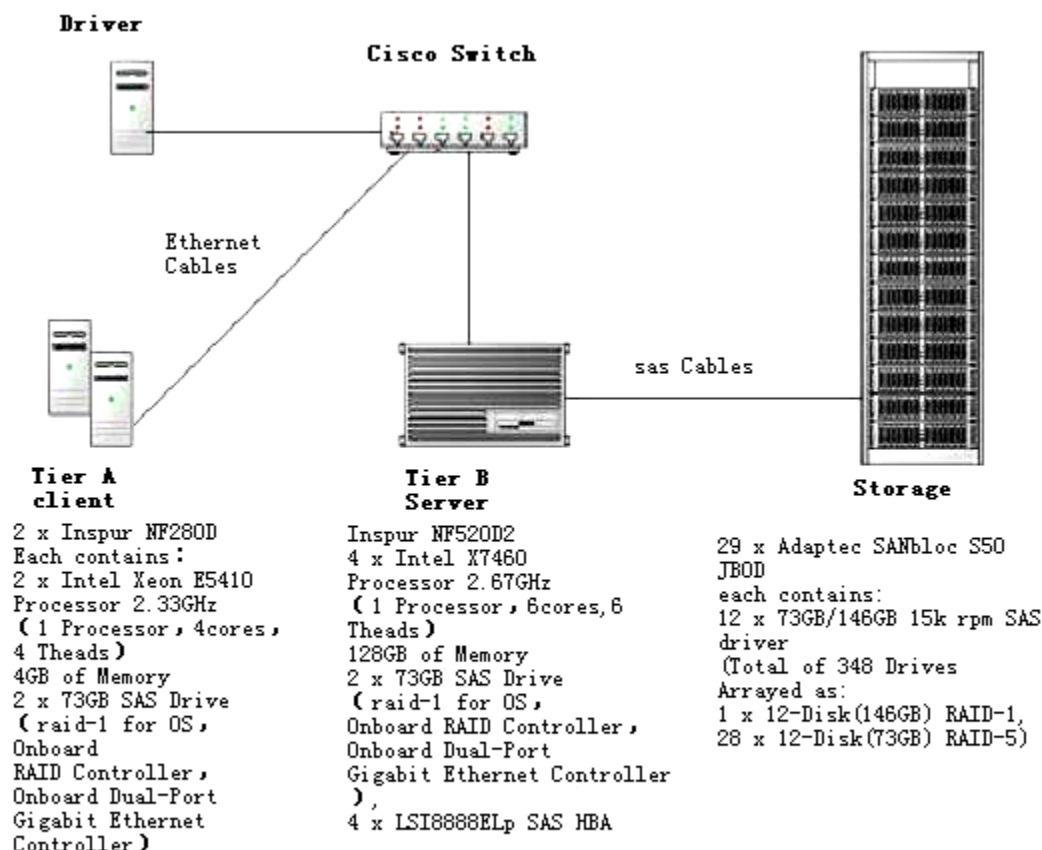 Driver
Cisco Switch
Ethernet
Cables
sas Cables
Tier A
client
2 x Inspur NF280D
Each contains：
2 x Intel Xeon E5410
Processor 2.33GHz
（1 Processor，4cores，
4 Theads）
4GB of Memory
2 x 73GB SAS Drive
（raid-1 for OS，
Onboard
RAID Controller，
Onboard Dual-Port
Gigabit Ethernet
Controller）
Tier B
Server
Inspur NF520D2
4 x Intel X7460
Processor 2.67GHz
（1 Processor，6cores,6
Theads）
128GB of Memory
2 x 73GB SAS Drive
（raid-1 for OS，
Onboard RAID Controller，
Onboard Dual-Port
Gigabit Ethernet Controller
），
4 x LSI8888ELp SAS HBA
Storage
29 x Adaptec SANbloc S50
JBOD
each contains:
12 x 73GB/146GB 15k rpm SAS
driver
(Total of 348 Drives
Arrayed as:
1 x 12-Disk(146GB) RAID-1,
28 x 12-Disk(73GB) RAID-5)